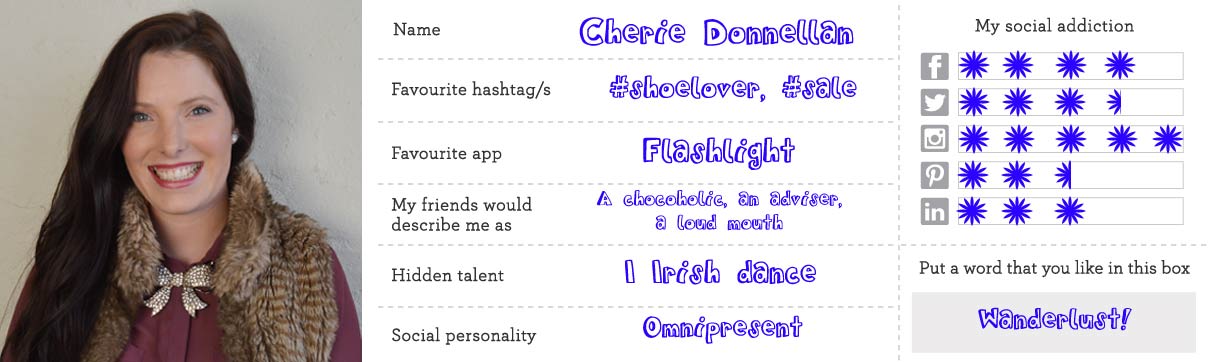 Name
Cherie Donnellan
Favourite hashtag/s
#shoelover, #sale
Favourite app
Flashlight
My friends would
describe me as
A chocoholic, an adviser,
a loud mouth
Hidden talent
I Irish dance
Social personality
Omnipresent
My social addiction
f
in
Put a word that you like in this box
Wanderlust!